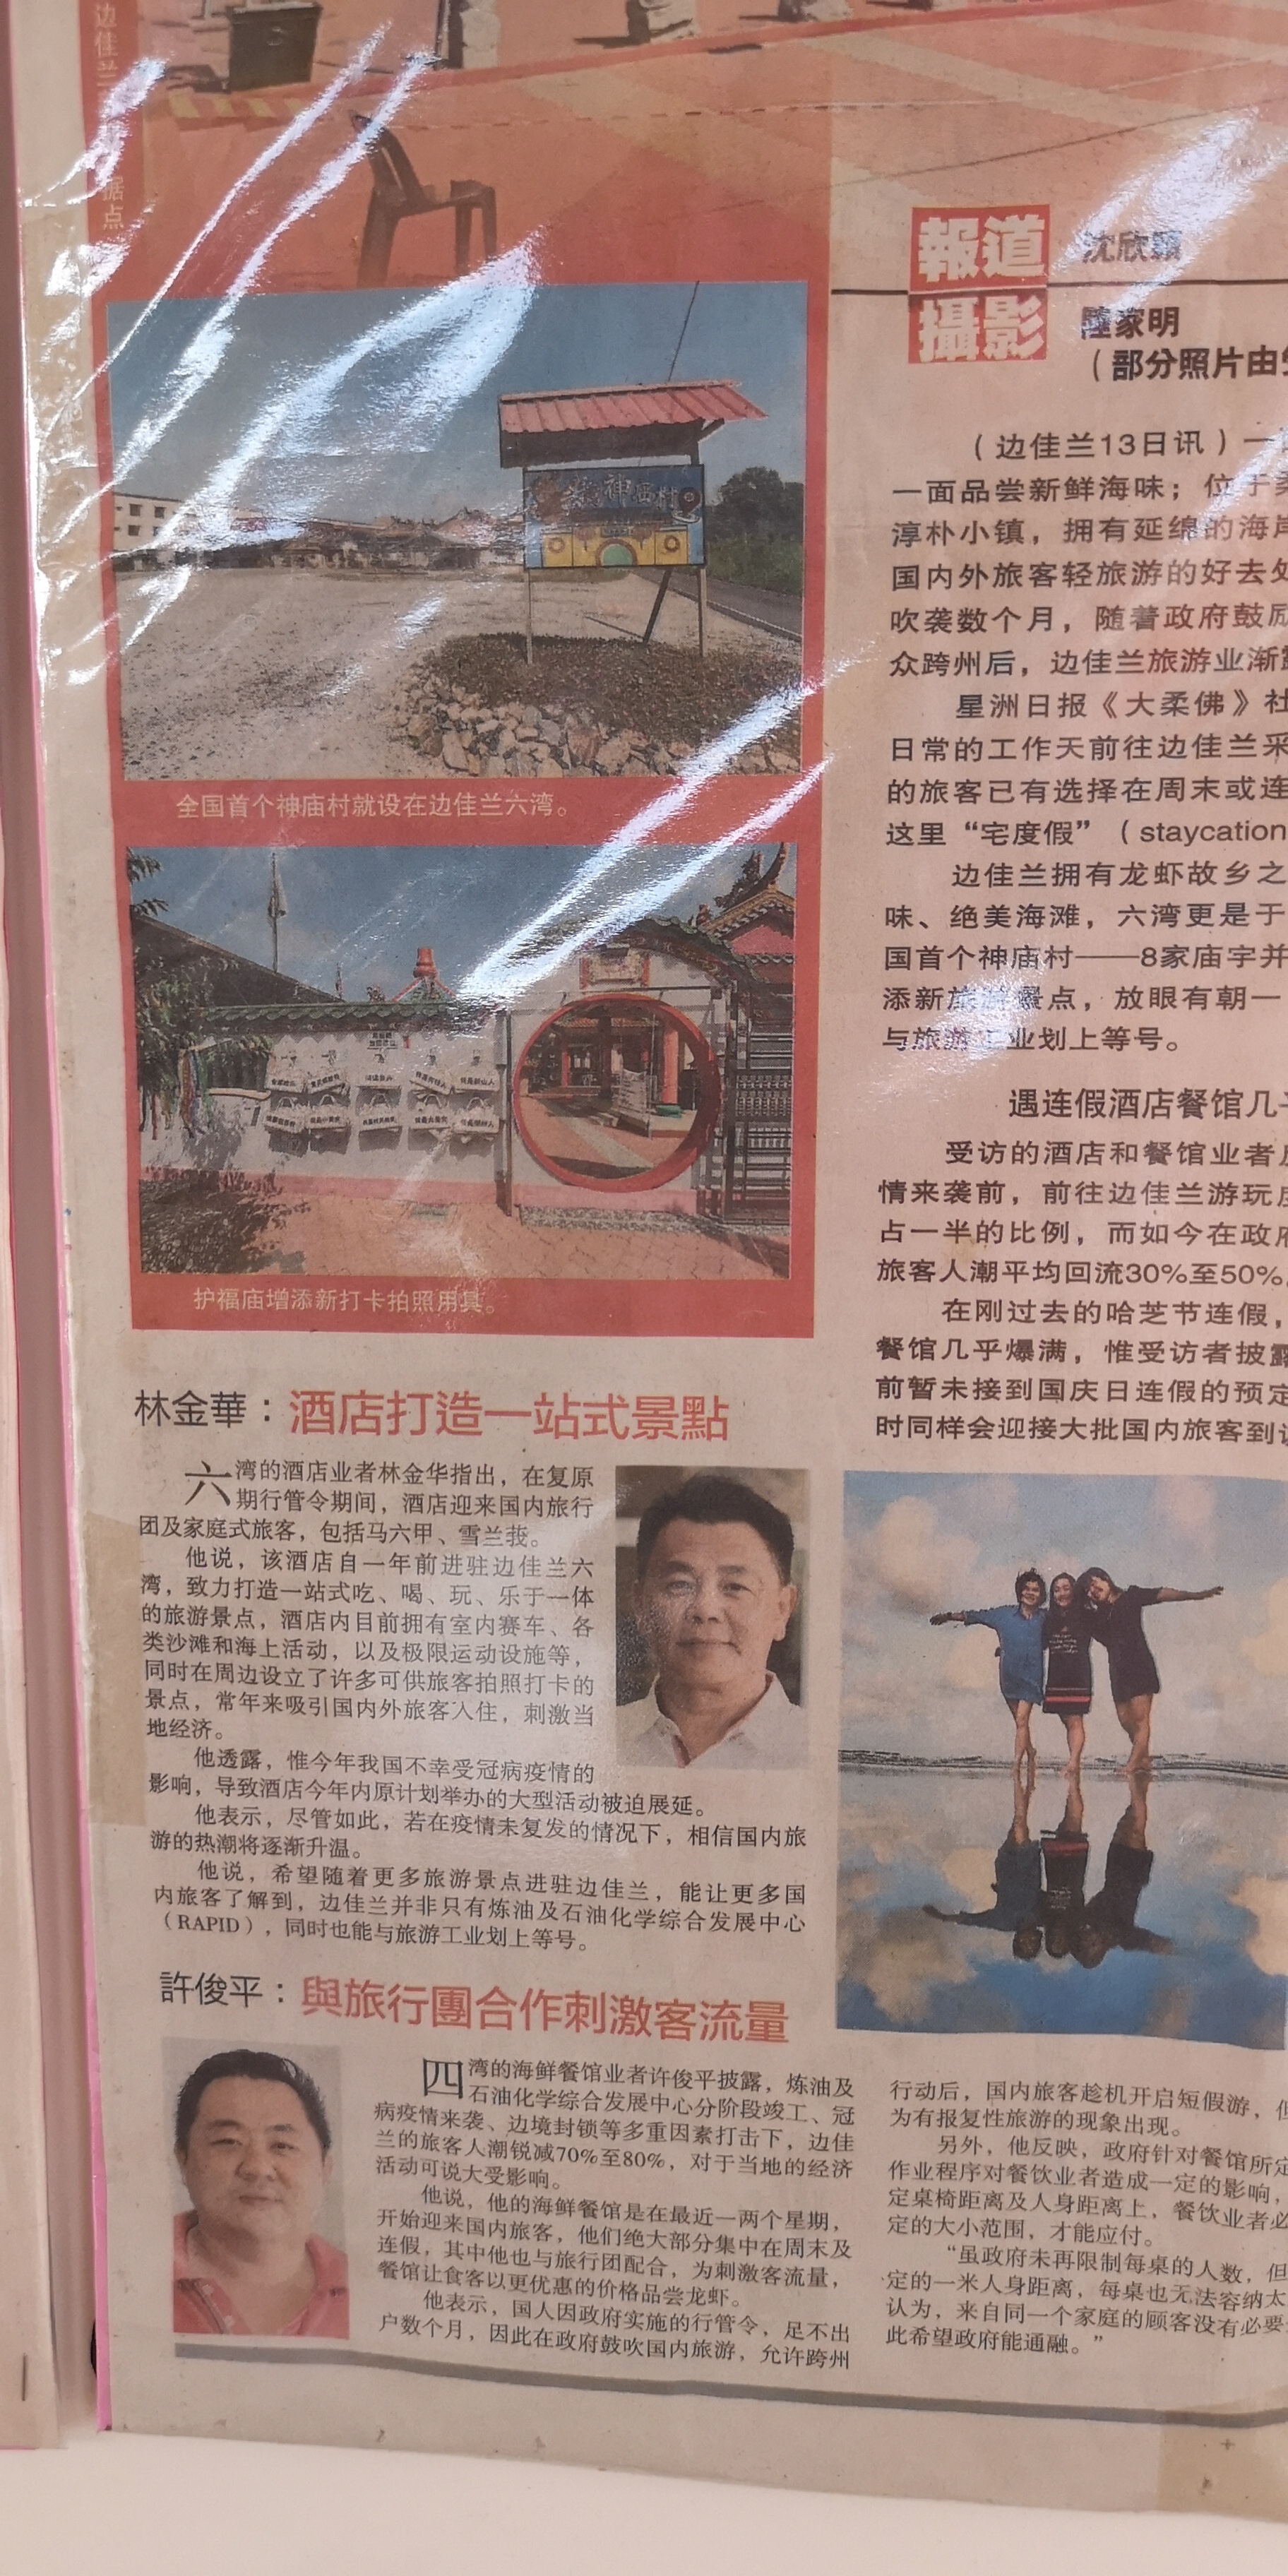 边佳兰
据点
報道
沈欣
攝影
陸家明
（部分照片由
（边佳兰13日讯）一
一面品尝新鲜海味；位于
淳朴小镇，拥有延绵的海岸
国内外旅客轻旅游的好去处
吹袭数个月，随着政府鼓励
众跨州后，边佳兰旅游业渐
星洲日报《大柔佛》社
日常的工作天前往边佳兰采
的旅客已有选择在周末或连
这里“宅度假”（staycation
边佳兰拥有龙虾故乡之
味、绝美海滩，六湾更是于
国首个神庙村——8家庙宇并
添新旅游景点，放眼有朝一
与旅游工业划上等号。
遇连假酒店餐馆几乎
受访的酒店和餐馆业者
情来袭前，前往边佳兰游玩
占一半的比例，而如今在政府
旅客人潮平均回流30%至50%
在刚过去的哈芝节连假，
餐馆几乎爆满，惟受访者披露
前暂未接到国庆日连假的预定
时同样会迎接大批国内旅客到
神庙村
全国首个神庙村就设在边佳兰六湾。
护福庙增添新打卡拍照用具。
林金華：酒店打造一站式景點
六湾的酒店业者林金华指出，在复原
期行管令期间，酒店迎来国内旅行
团及家庭式旅客，包括马六甲、雪兰莪。
他说，该酒店自一年前进驻边佳兰六
湾，致力打造一站式吃、喝、玩、乐于一体
的旅游景点，酒店内目前拥有室内赛车、各
类沙滩和海上活动，以及极限运动设施等，
同时在周边设立了许多可供旅客拍照打卡的
景点，常年来吸引国内外旅客入住，刺激当
地经济。
他透露，惟今年我国不幸受冠病疫情的
影响，导致酒店今年内原计划举办的大型活动被迫展延。
他表示，尽管如此，若在疫情未复发的情况下，相信国内旅
游的热潮将逐渐升温。
他说，希望随着更多旅游景点进驻边佳兰，能让更多国
内旅客了解到，边佳兰并非只有炼油及石油化学综合发展中心
（RAPID），同时也能与旅游工业划上等号。
許俊平：與旅行團合作刺激客流量
四湾的海鲜餐馆业者许俊平披露，炼油及
石油化学综合发展中心分阶段竣工、冠
病疫情来袭、边境封锁等多重因素打击下，边佳
兰的旅客人潮锐减70%至80%，对于当地的经济
活动可说大受影响。
他说，他的海鲜餐馆是在最近一两个星期，
开始迎来国内旅客，他们绝大部分集中在周末及
连假，其中他也与旅行团配合，为刺激客流量，
餐馆让食客以更优惠的价格品尝龙虾。
他表示，国人因政府实施的行管令，足不出
户数个月，因此在政府鼓吹国内旅游，允许跨州
行动后，国内旅客趁机开启短假游，但
为有报复性旅游的现象出现。
另外，他反映，政府针对餐馆所定
作业程序对餐饮业者造成一定的影响，
定桌椅距离及人身距离上，餐饮业者必
定的大小范围，才能应付。
“虽政府未再限制每桌的人数，但
定的一米人身距离，每桌也无法容纳太
认为，来自同一个家庭的顾客没有必要
此希望政府能通融。”